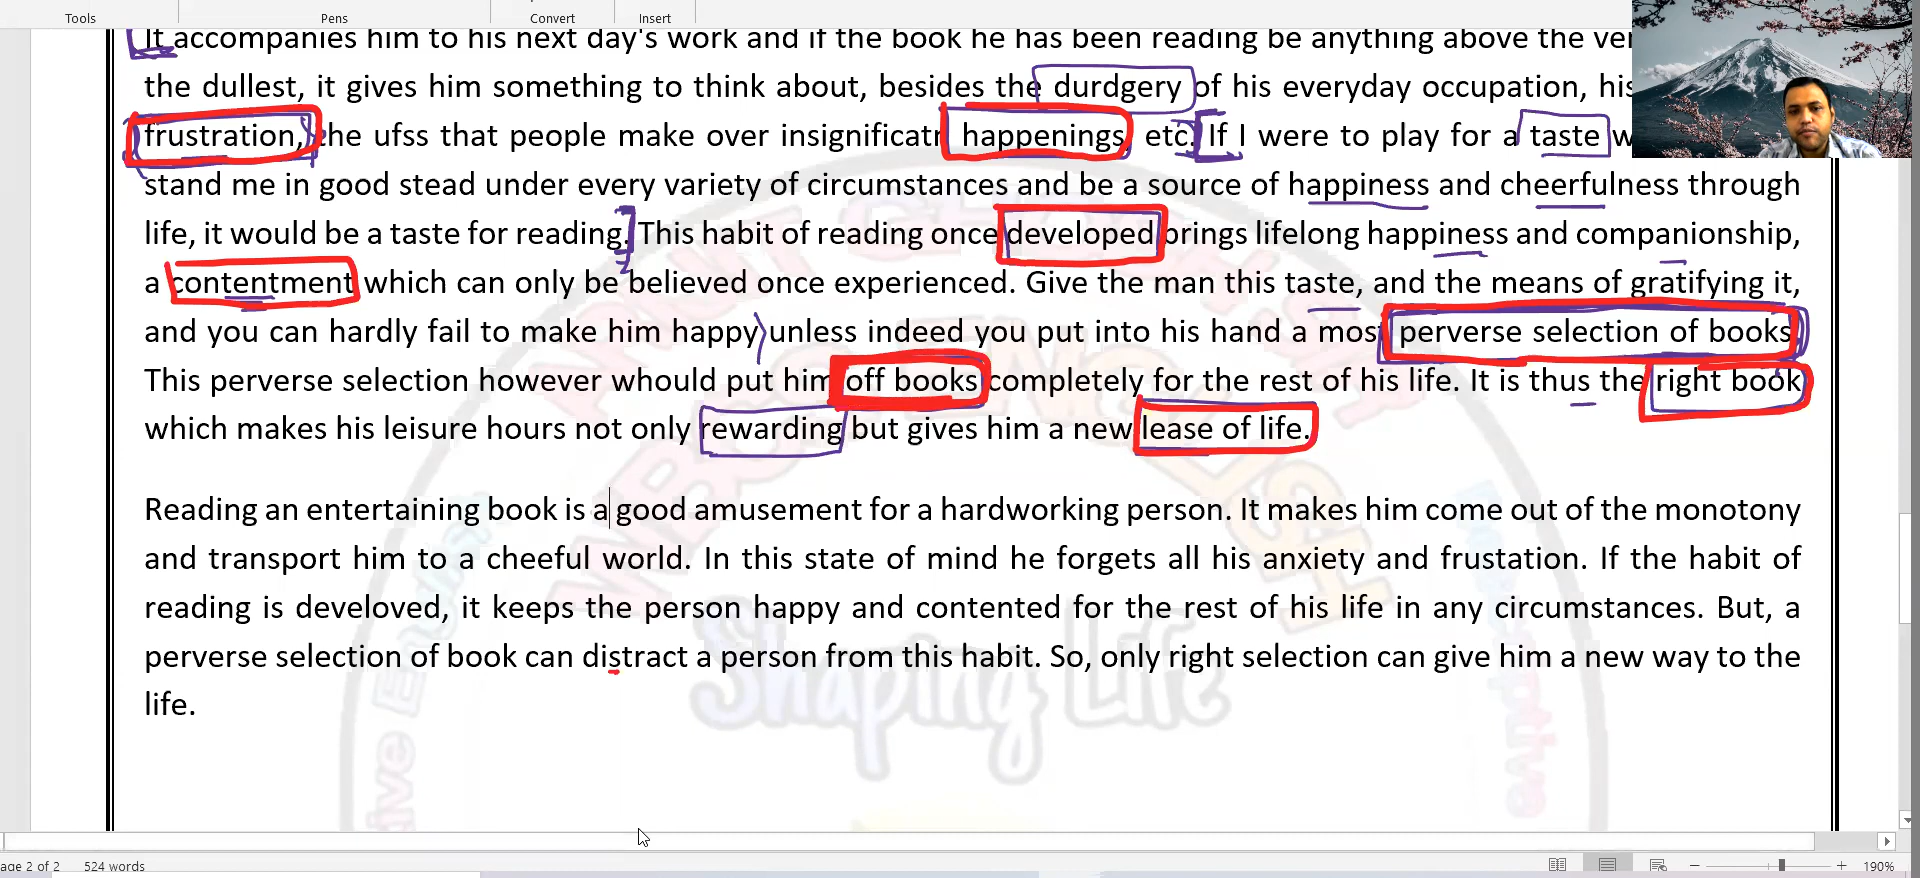 Tools Pens Convert Insert
It accompanies him to his next day's work and if the book he has been reading be anything above the
the dullest, it gives him something to think about, besides the durdgery of his everyday occupation, his
frustration, the ufss that people make over insignificatn happenings, etc. If I were to play for a taste
stand me in good stead under every variety of circumstances and be a source of happiness and cheerfulness through
life, it would be a taste for reading. This habit of reading once developed brings lifelong happiness and companionship,
a contentment which can only be believed once experienced. Give the man this taste, and the means of gratifying it,
and you can hardly fail to make him happy unless indeed you put into his hand a most perverse selection of books.
This perverse selection however whould put him off books completely for the rest of his life. It is thus the right book
which makes his leisure hours not only rewarding but gives him a new lease of life.
Reading an entertaining book is a good amusement for a hardworking person. It makes him come out of the monotony
and transport him to a cheeful world. In this state of mind he forgets all his anxiety and frustation. If the habit of
reading is develoved, it keeps the person happy and contented for the rest of his life in any circumstances. But, a
perverse selection of book can distract a person from this habit. So, only right selection can give him a new way to the
life.
Shaping Life
age 2 of 2 524 words 190%